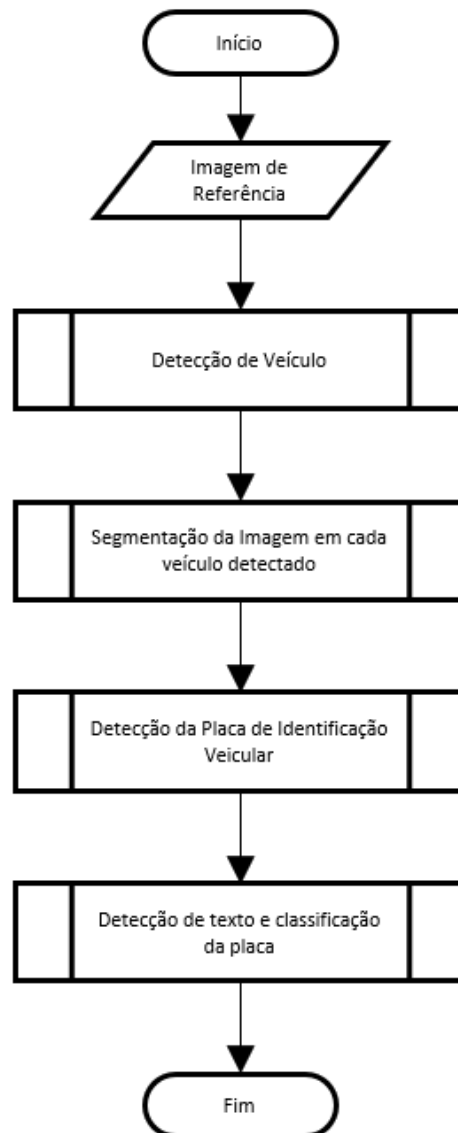 Início
Imagem de
Referência
Detecção de Veículo
Segmentação da Imagem em cada
veículo detectado
Detecção da Placa de Identificação
Veicular
Detecção de texto e classificação
da placa
Fim